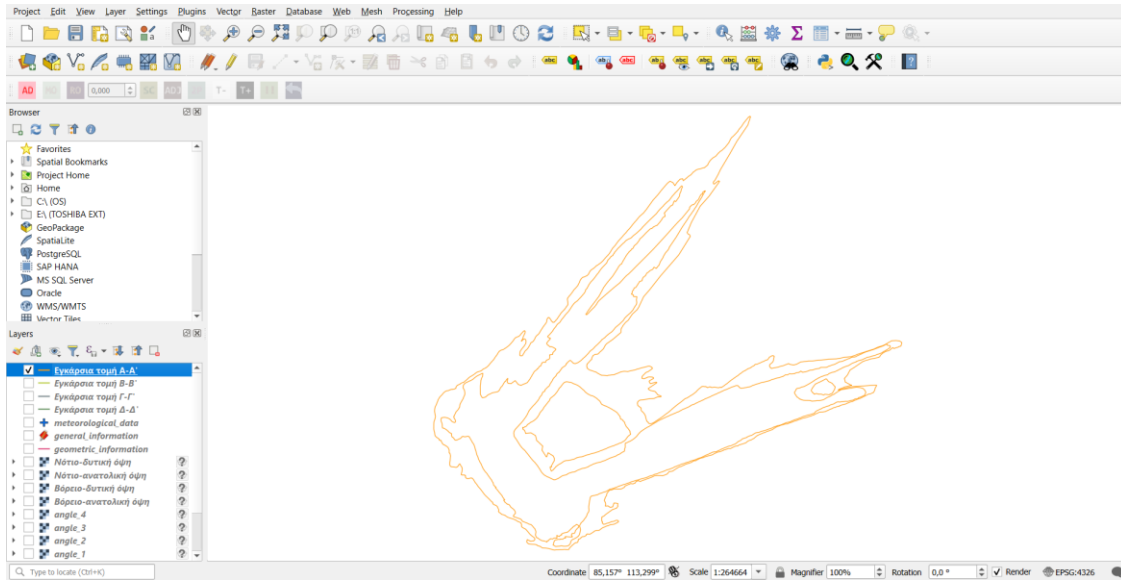 Project Edit View Layer Settings Plugins Vector Raster Database Web Mesh Processing Help
AD
0,000
T-
T+
Browser
Favorites
Spatial Bookmarks
Project Home
Home
C:\ (OS)
E:\ (TOSHIBA EXT)
GeoPackage
SpatiaLite
PostgreSQL
SAP HANA
MS SQL Server
Oracle
WMS/WMTS
Vector Tiles
Layers
Εγκάρσια τομή Α-Α'
Εγκάρσια τομή Β-Β'
Εγκάρσια τομή Γ-Γ'
Εγκάρσια τομή Δ-Δ'
meteorological_data
general_information
geometric_information
Νότιο-δυτική όψη ?
Νότιο-ανατολική όψη ?
Βόρειο-δυτική όψη ?
Βόρειο-ανατολική όψη ?
angle_4 ?
angle_3 ?
angle_2 ?
angle_1 ?
Type to locate (Ctrl+K) Coordinate 85,157° 113,299° Scale 1:264664 Magnifier 100% Rotation 0,0 ° Render EPSG:4326